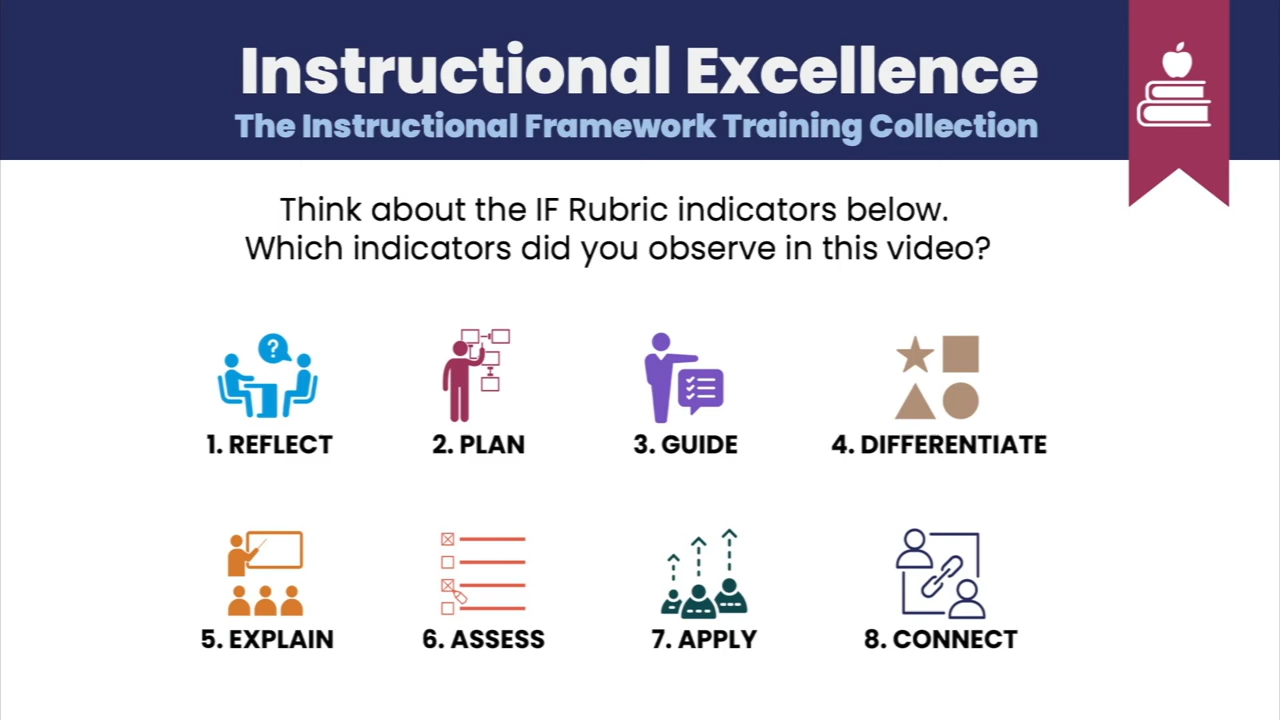 Instructional Excellence
The Instructional Framework Training Collection
Think about the IF Rubric indicators below.
Which indicators did you observe in this video?
?
1. REFLECT
2. PLAN
3. GUIDE
4. DIFFERENTIATE
5. EXPLAIN
6. ASSESS
7. APPLY
8. CONNECT